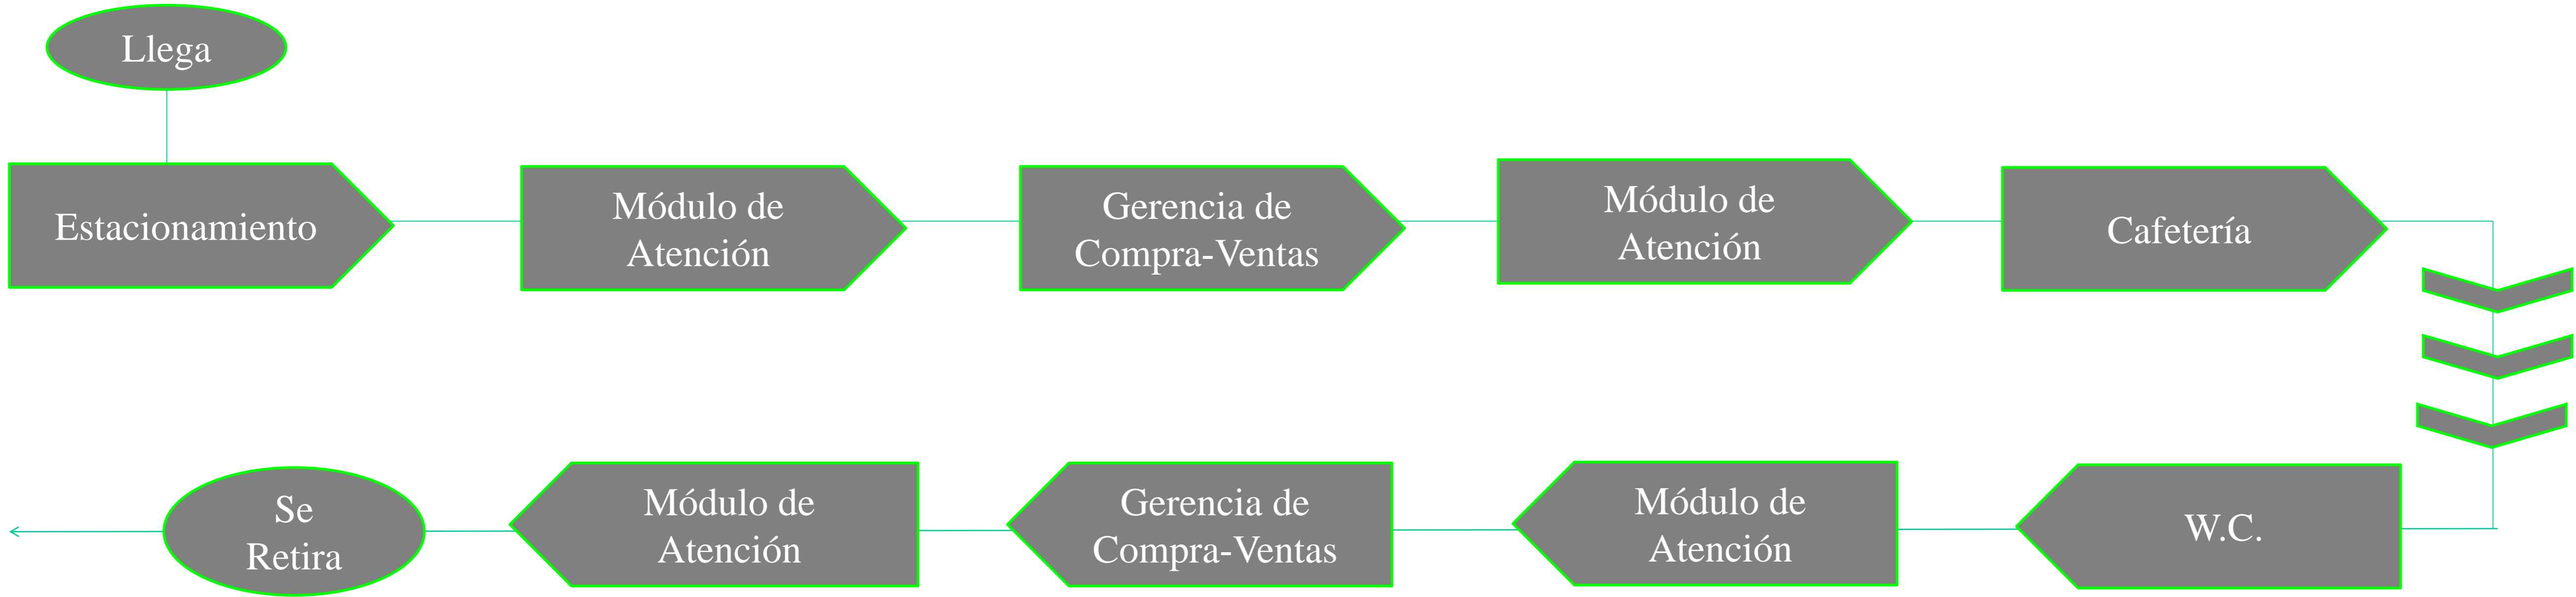 Llega
Estacionamiento
Módulo de
Atención
Gerencia de
Compra-Ventas
Módulo de
Atención
Cafetería
W.C.
Módulo de
Atención
Gerencia de
Compra-Ventas
Módulo de
Atención
Se
Retira